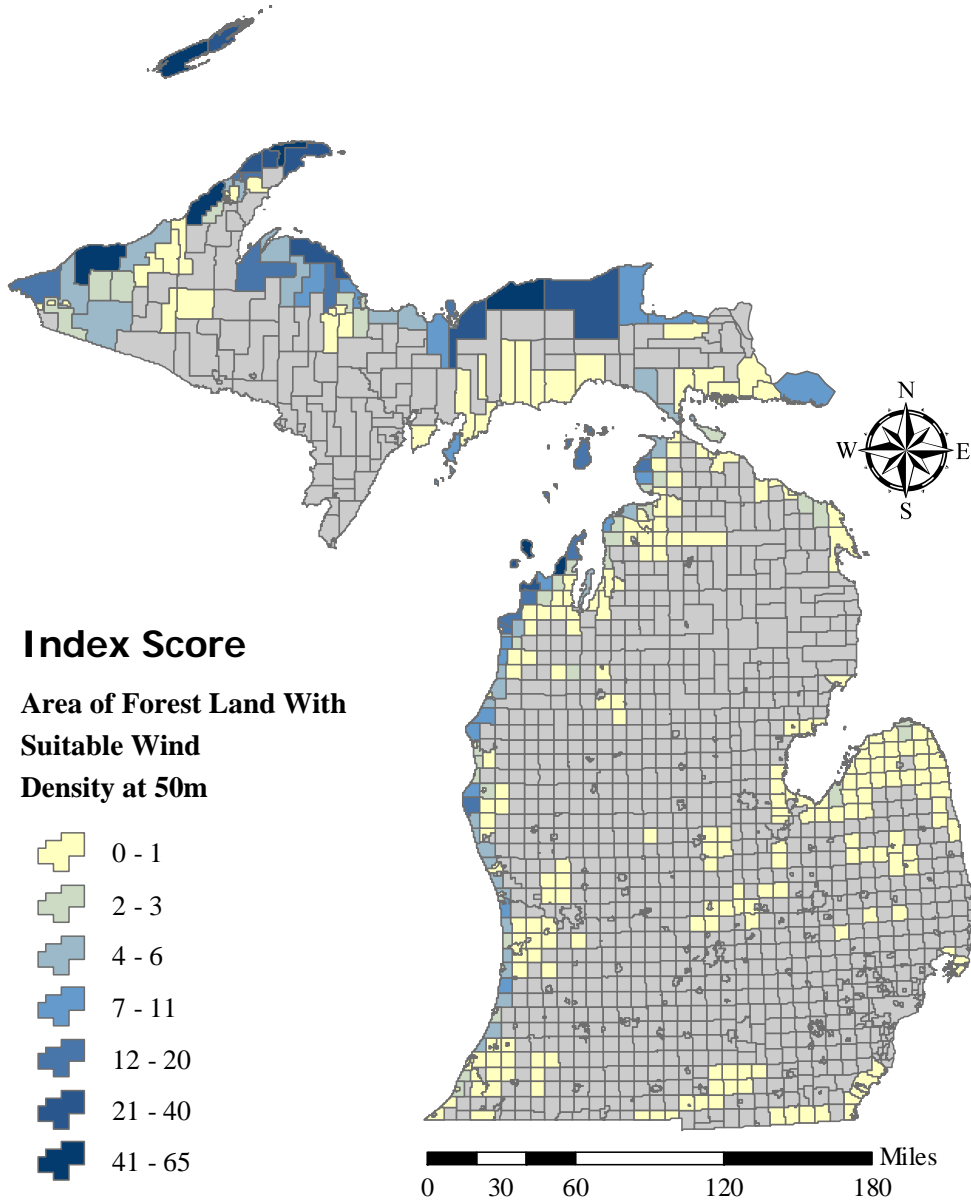 N
W E
S
Index Score
Area of Forest Land With
Suitable Wind
Density at 50m
0 - 1
2 - 3
4 - 6
7 - 11
12 - 20
21 - 40
41 - 65
Miles
0 30 60 120 180